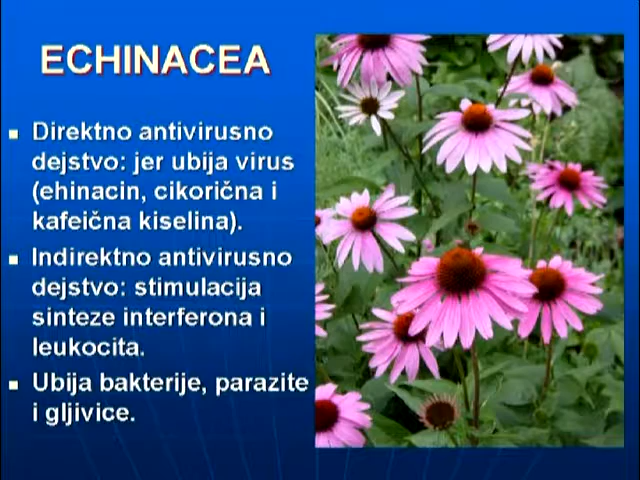 ECHINACEA
Direktno antivirusno
dejstvo: jer ubija virus
(ehinacin, cikorična i
kafeična kiselina).
Indirektno antivirusno
dejstvo: stimulacija
sinteze interferona i
leukocita.
Ubija bakterije, parazite
i gljivice.